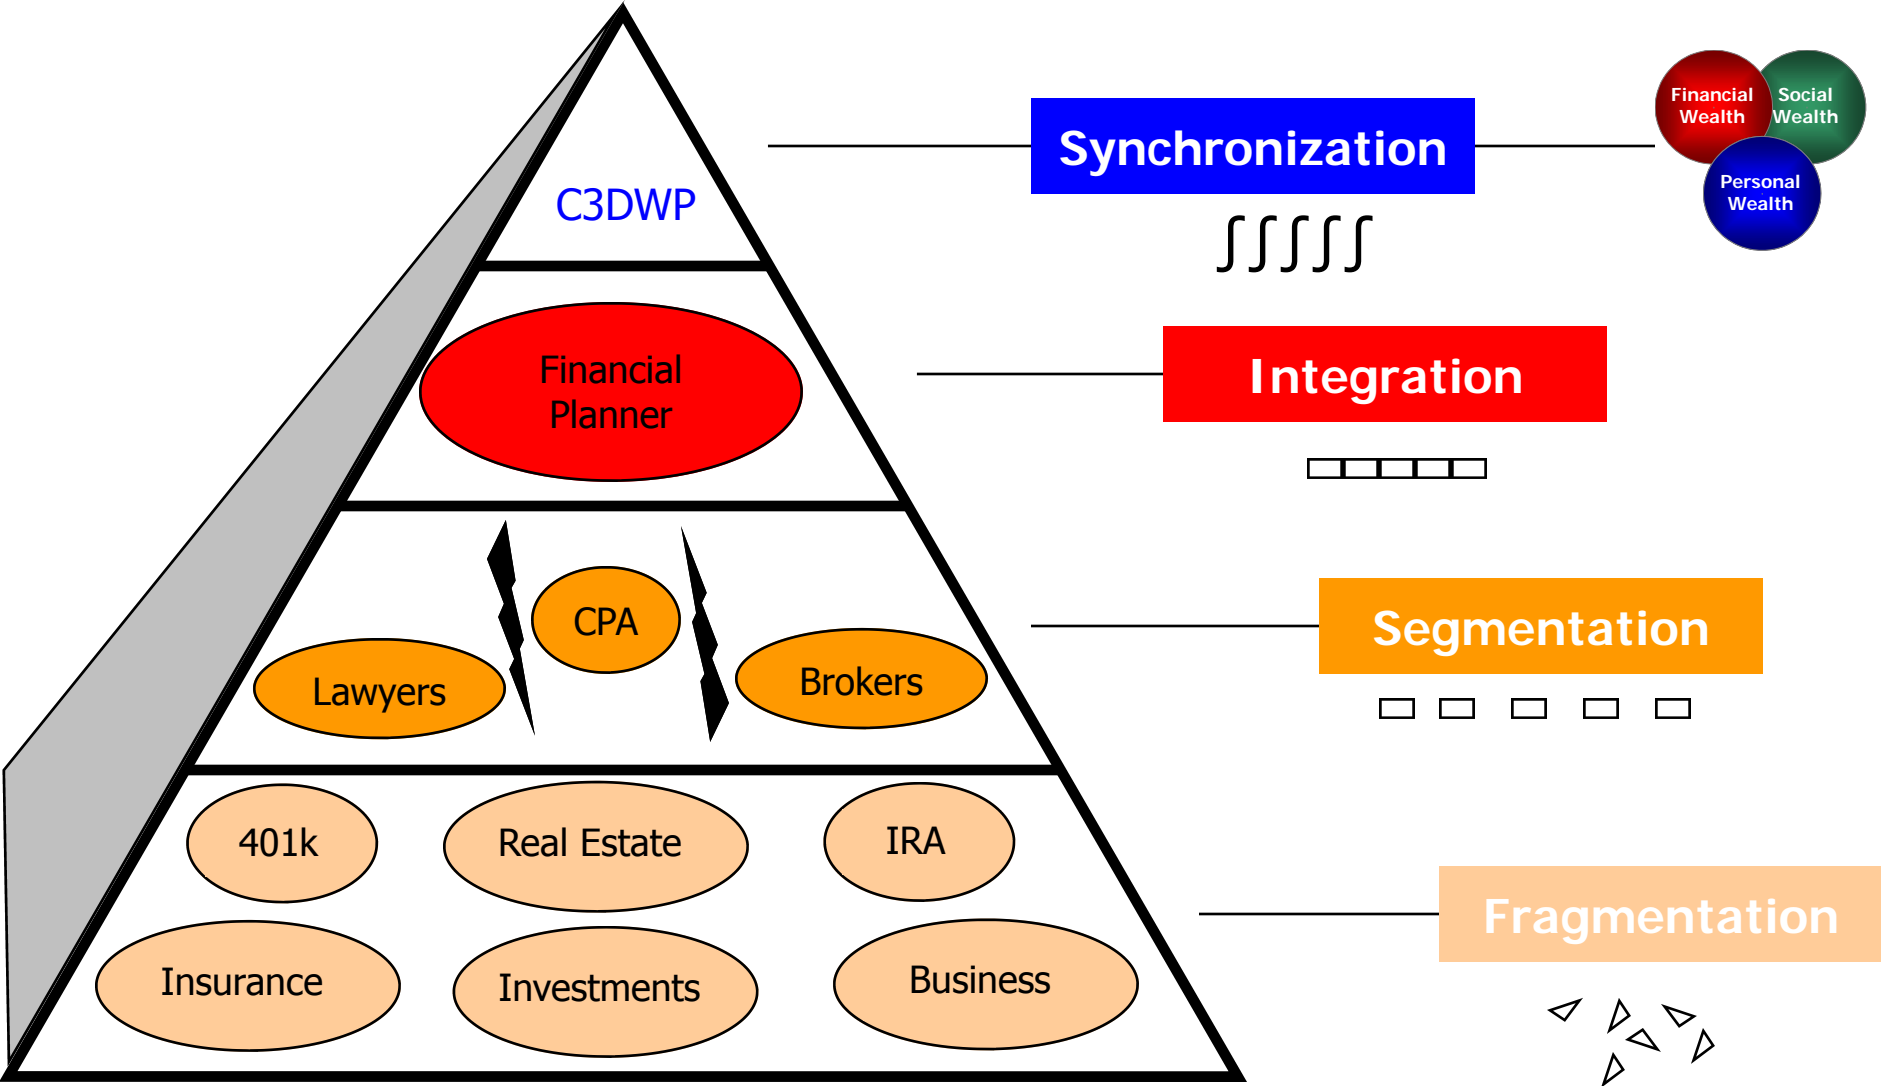 Financial
Wealth
Social
Wealth
Personal
Wealth
Synchronization
C3DWP
∫∫∫∫∫
Financial
Planner
Integration
CPA
Lawyers
Brokers
Segmentation
401k
Real Estate
IRA
Fragmentation
Insurance
Investments
Business